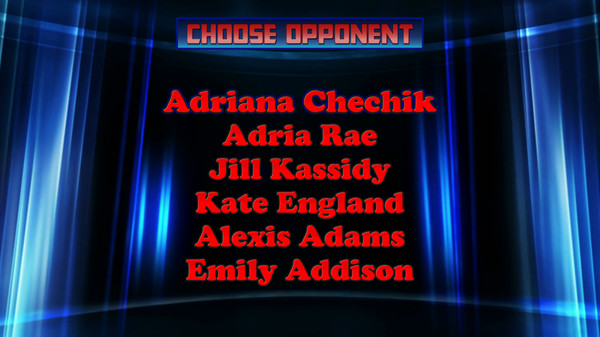 CHOOSE OPPONENT
Adriana Chechik
Adria Rae
Jill Kassidy
Kate England
Alexis Adams
Emily Addison